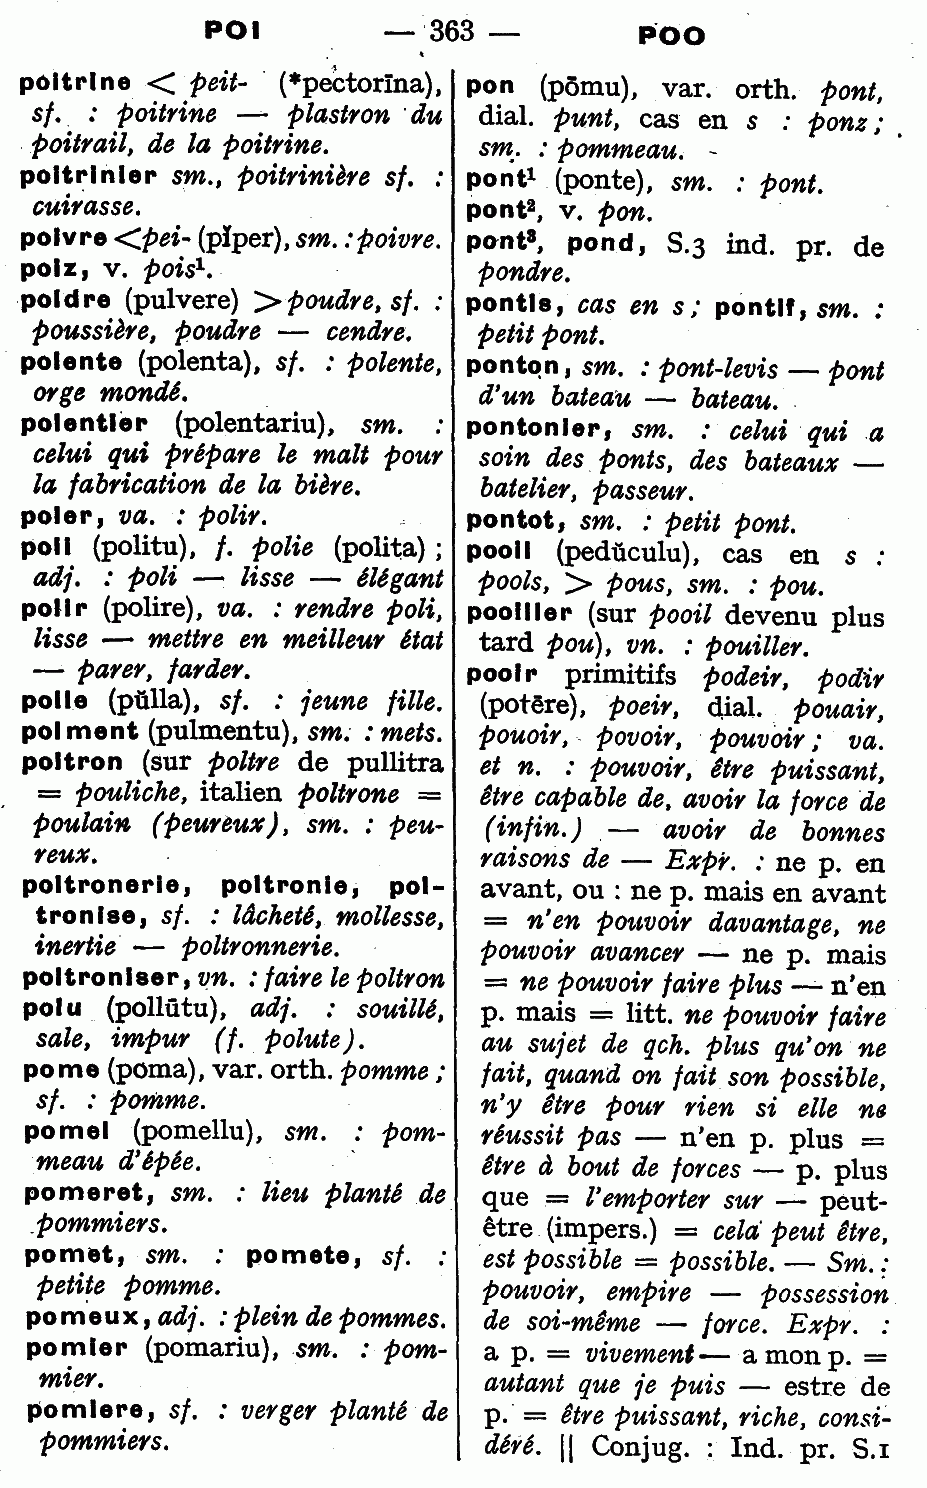 POI — 363 — POO
poitrine < peit- (*pèctorīna),
sf. : poitrine — plastron du
poitrail, de la poitrine.
poitrinier sm., poitrinière sf. :
cuirasse.
poivre < pei- (pĭper), sm. : poivre.
poiz, v. pois¹.
poldre (pulvere) > poudre, sf. :
poussière, poudre — cendre.
polente (polenta), sf. : polente,
orge mondé.
polentier (polentariu), sm. :
celui qui prépare le malt pour
la fabrication de la bière.
poler, va. : polir.
poli (politu), f. polie (polita) ;
adj. : poli — lisse — élégant
polir (polire), va. : rendre poli,
lisse — mettre en meilleur état
— parer, farder.
polle (pŭlla), sf. : jeune fille.
polment (pulmentu), sm. : mets.
poltron (sur poltre de pullitra
= pouliche, italien poltrone =
poulain (peureux), sm. : peu-
reux.
poltronerie, poltronie, pol-
tronise, sf. : lâcheté, mollesse,
inertie — poltronnerie.
poltroniser, vn. : faire le poltron
polu (pollūtu), adj. : souillé,
sale, impur (f. polute).
pome (poma), var. orth. pomme ;
sf. : pomme.
pomel (pomellu), sm. : pom-
meau d'épée.
pomeret, sm. : lieu planté de
pommiers.
pomet, sm. : pomete, sf. :
petite pomme.
pomeux, adj. : plein de pommes.
pomier (pomariu), sm. : pom-
mier.
pomiere, sf. : verger planté de
pommiers.
pon (pōmu), var. orth. pont,
dial. punt, cas en s : ponz ;
sm. : pommeau.
pont¹ (ponte), sm. : pont.
pont², v. pon.
pont³, pond, S.3 ind. pr. de
pondre.
pontis, cas en s ; pontif, sm. :
petit pont.
ponton, sm. : pont-levis — pont
d'un bateau — bateau.
pontonier, sm. : celui qui a
soin des ponts, des bateaux —
batelier, passeur.
pontot, sm. : petit pont.
pooil (pedŭculu), cas en s :
pools, > pous, sm. : pou.
pooillier (sur pooil devenu plus
tard pou), vn. : pouiller.
pooir primitifs podeir, podir
(potēre), poeir, dial. pouair,
pouoir, povoir, pouvoir ; va.
et n. : pouvoir, être puissant,
être capable de, avoir la force de
(infin.) — avoir de bonnes
raisons de — Expr. : ne p. en
avant, ou : ne p. mais en avant
= n'en pouvoir davantage, ne
pouvoir avancer — ne p. mais
= ne pouvoir faire plus — n'en
p. mais = litt. ne pouvoir faire
au sujet de qch. plus qu'on ne
fait, quand on fait son possible,
n'y être pour rien si elle ne
réussit pas — n'en p. plus =
être à bout de forces — p. plus
que = l'emporter sur — peut-
être (impers.) = cela peut être,
est possible = possible. — Sm. :
pouvoir, empire — possession
de soi-même — force. Expr. :
a p. = vivement — a mon p. =
autant que je puis — estre de
p. = être puissant, riche, consi-
déré. || Conjug. : Ind. pr. S.1